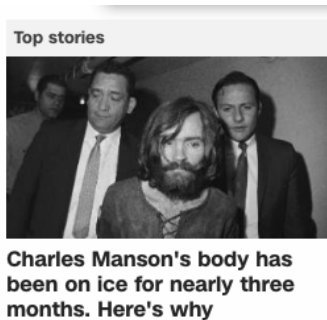 Top stories
Charles Manson's body has
been on ice for nearly three
months. Here's why